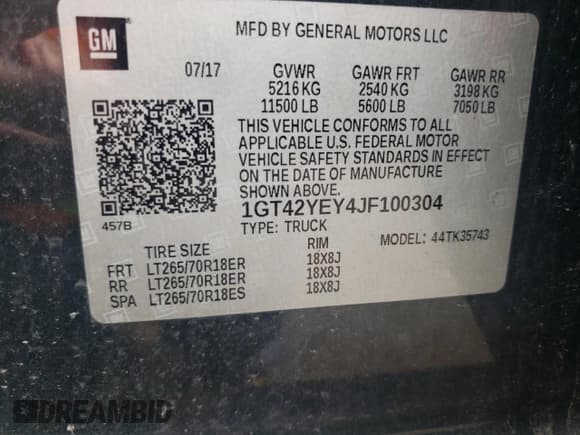 GM
MFD BY GENERAL MOTORS LLC
07/17 GVWR GAWR FRT GAWR RR
5216 KG 2540 KG 3198 KG
11500 LB 5600 LB 7050 LB
THIS VEHICLE CONFORMS TO ALL
APPLICABLE U.S. FEDERAL MOTOR
VEHICLE SAFETY STANDARDS IN EFFECT
ON THE DATE OF MANUFACTURE
SHOWN ABOVE.
457B
1GT42YEY4JF100304
TYPE: TRUCK MODEL: 44TK35743
TIRE SIZE RIM
FRT LT265/70R18ER 18X8J
RR LT265/70R18ER 18X8J
SPA LT265/70R18ES 18X8J
DREAMBID